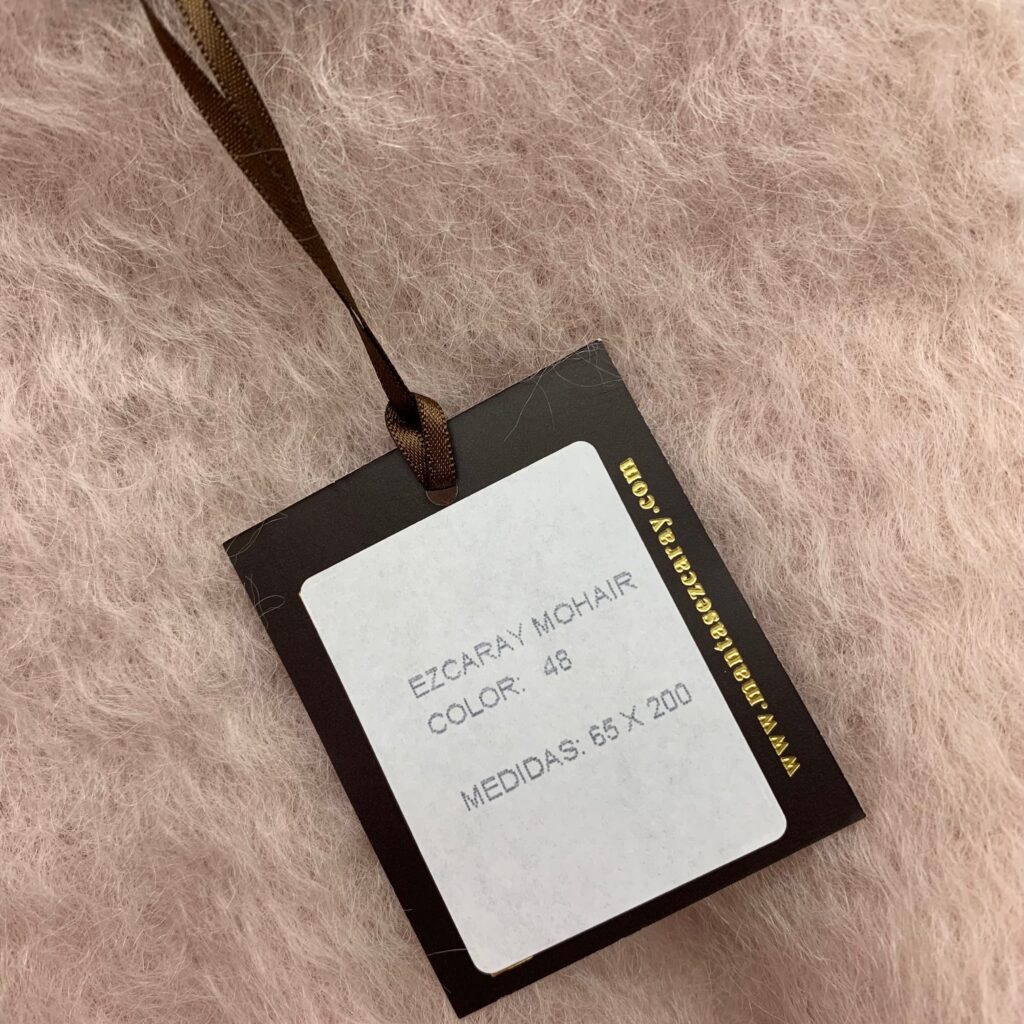 EZCARAY MOHAIR
COLOR: 48
MEDIDAS: 65 X 200
www.mantasezcaray.com